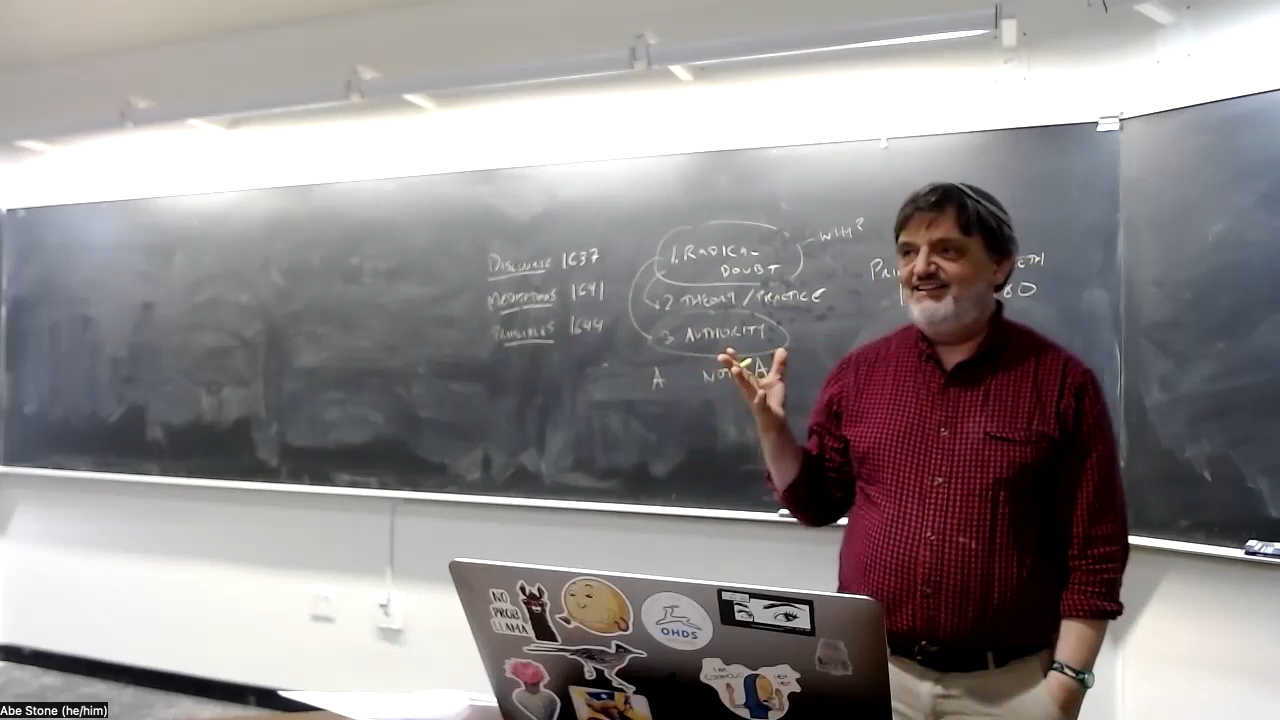 DISCOURSE 1637
MEDITATIONS 1641
PRINCIPLES 1644
1. RADICAL
DOUBT
WHY?
2 THEORY / PRACTICE
3 AUTHORITY
A NOT A
NO
PROB
LLAMA
OHDS
Abe Stone (he/him)